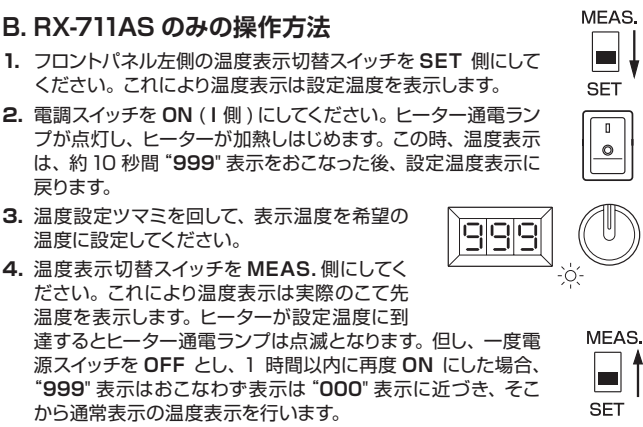 B. RX-711AS のみの操作方法
1. フロントパネル左側の温度表示切替スイッチを SET 側にして
ください。これにより温度表示は設定温度を表示します。
MEAS.
SET
2. 電調スイッチを ON ( I 側 ) にしてください。ヒーター通電ラン
プが点灯し、ヒーターが加熱しはじめます。この時、温度表示
は、約 10 秒間 “999" 表示をおこなった後、設定温度表示に
戻ります。
3. 温度設定ツマミを回して、表示温度を希望の
温度に設定してください。
999
4. 温度表示切替スイッチを MEAS. 側にしてく
ださい。これにより温度表示は実際のこて先
温度を表示します。ヒーターが設定温度に到
達するとヒーター通電ランプは点滅となります。但し、一度電
源スイッチを OFF とし、1 時間以内に再度 ON にした場合、
“999" 表示はおこなわず表示は “000" 表示に近づき、そこ
から通常表示の温度表示を行います。
MEAS.
SET